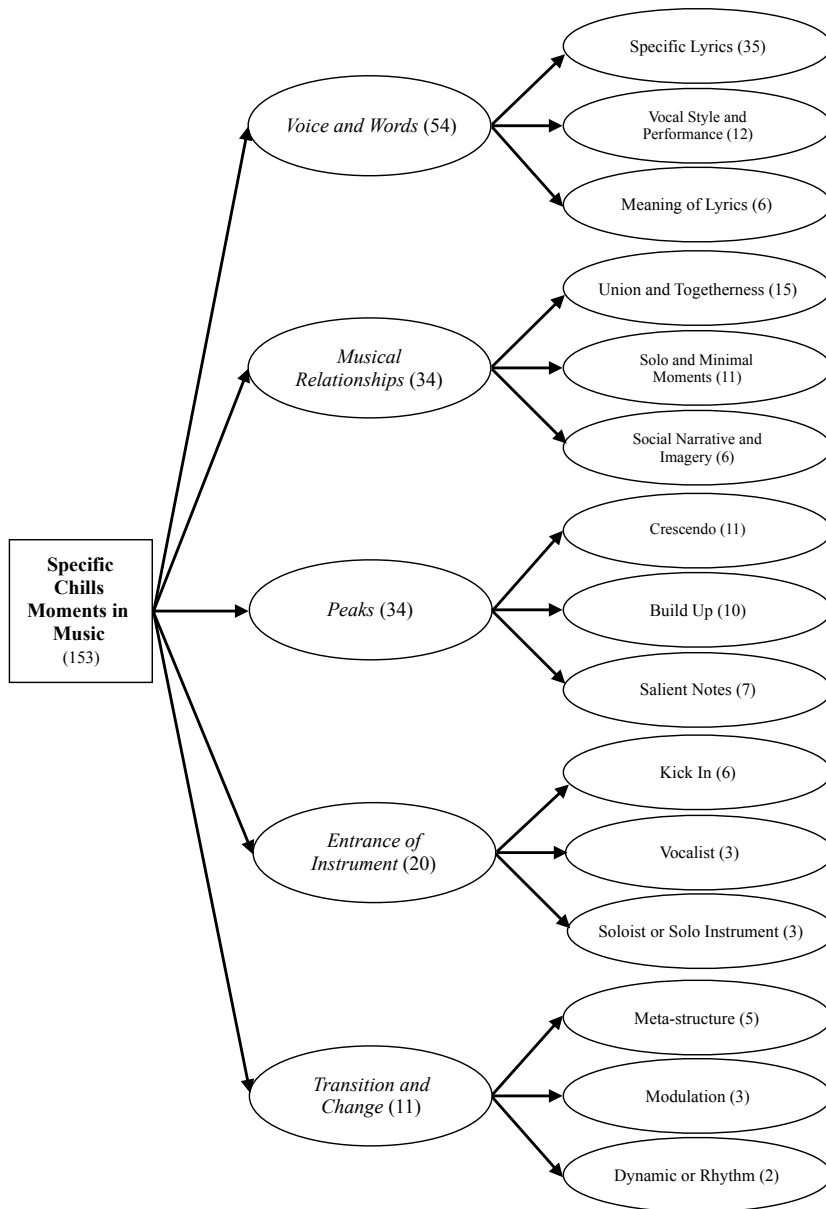 Specific
Chills
Moments in
Music
(153)
Voice and Words (54)
Specific Lyrics (35)
Vocal Style and
Performance (12)
Meaning of Lyrics (6)
Musical
Relationships (34)
Union and Togetherness (15)
Solo and Minimal
Moments (11)
Social Narrative and
Imagery (6)
Peaks (34)
Crescendo (11)
Build Up (10)
Salient Notes (7)
Entrance of
Instrument (20)
Kick In (6)
Vocalist (3)
Soloist or Solo Instrument (3)
Transition and
Change (11)
Meta-structure (5)
Modulation (3)
Dynamic or Rhythm (2)